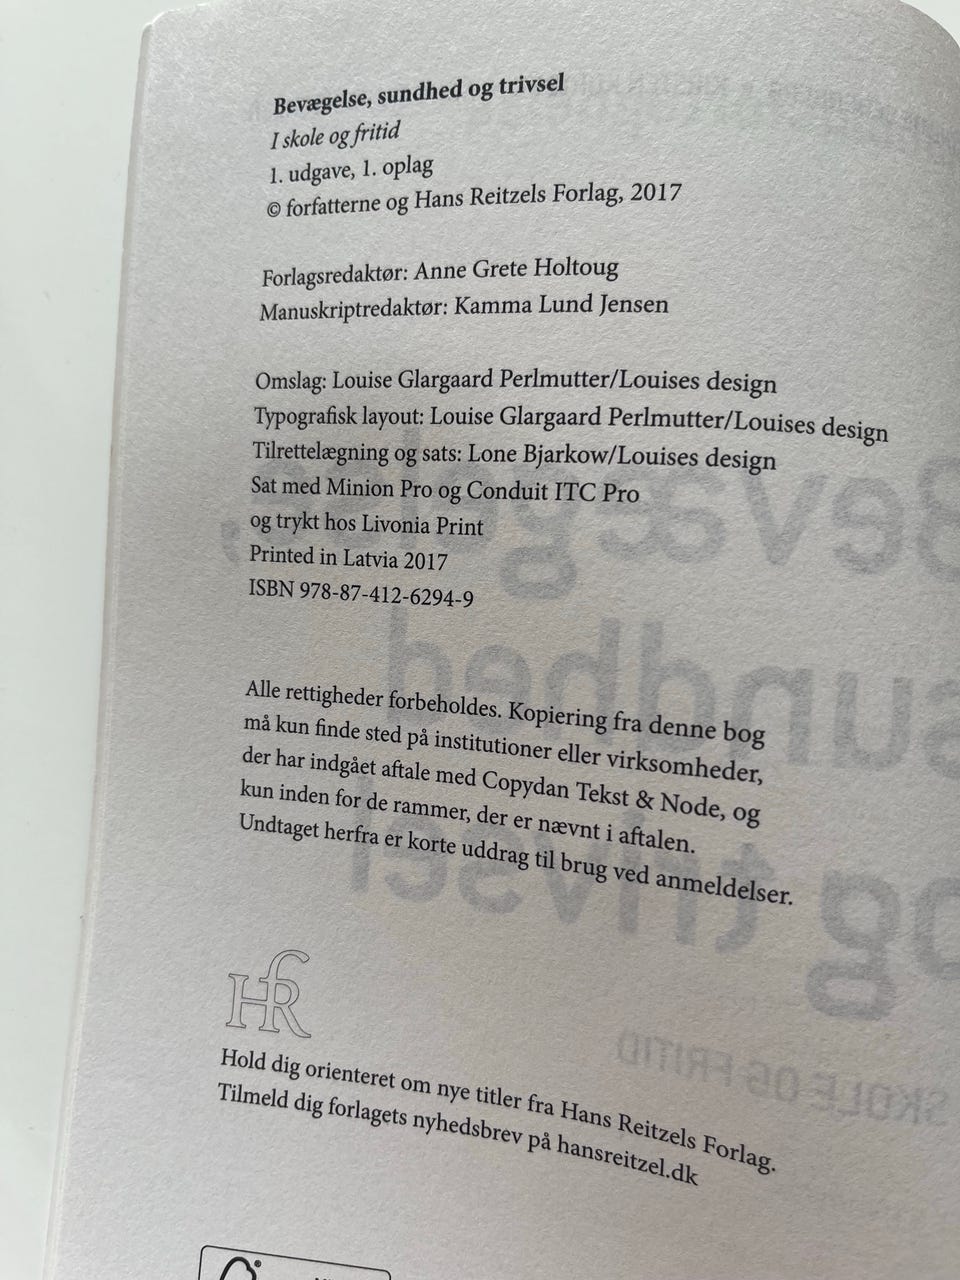 Bevægelse, sundhed og trivsel
I skole og fritid
1. udgave, 1. oplag
© forfatterne og Hans Reitzels Forlag, 2017
Forlagsredaktør: Anne Grete Holtoug
Manuskriptredaktør: Kamma Lund Jensen
Omslag: Louise Glargaard Perlmutter/Louises design
Typografisk layout: Louise Glargaard Perlmutter/Louises design
Tilrettelægning og sats: Lone Bjarkow/Louises design
Sat med Minion Pro og Conduit ITC Pro
og trykt hos Livonia Print
Printed in Latvia 2017
ISBN 978-87-412-6294-9
Alle rettigheder forbeholdes. Kopiering fra denne bog
må kun finde sted på institutioner eller virksomheder,
der har indgået aftale med Copydan Tekst & Node, og
kun inden for de rammer, der er nævnt i aftalen.
Undtaget herfra er korte uddrag til brug ved anmeldelser.
HfR
Hold dig orienteret om nye titler fra Hans Reitzels Forlag.
Tilmeld dig forlagets nyhedsbrev på hansreitzel.dk